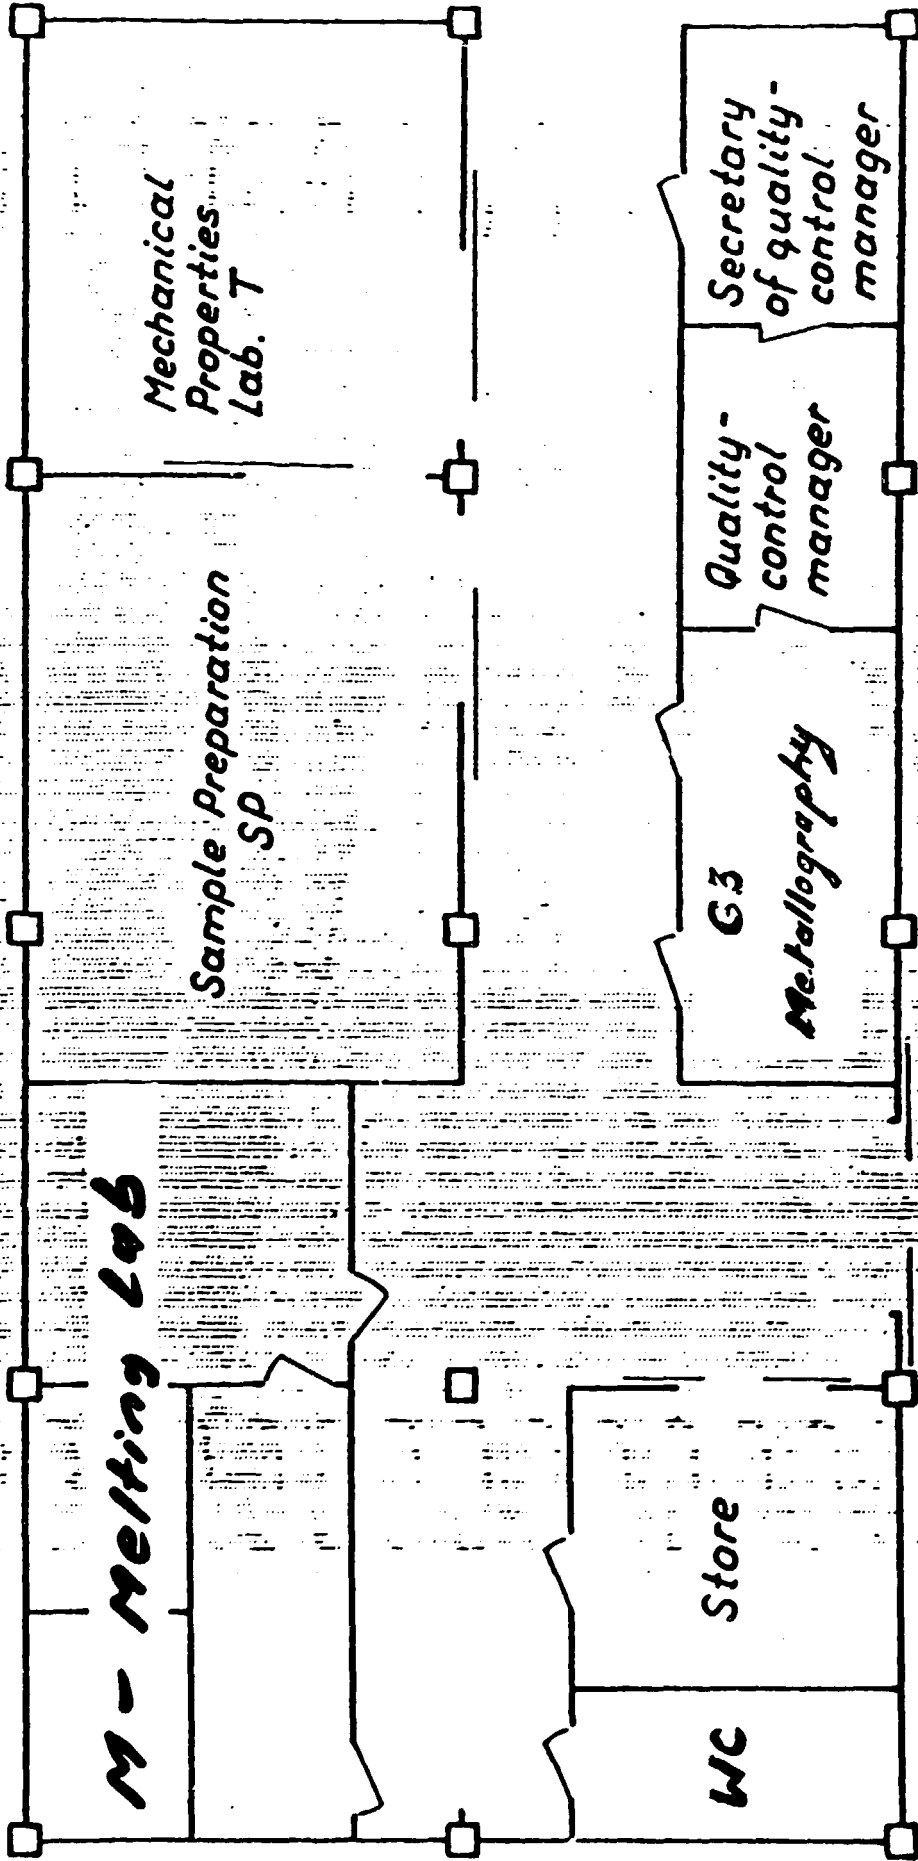 M - Melting Lab
Sample Preparation
SP
Mechanical
Properties
Lab. T
WC
Store
G3
Metallography
Quality-
control
manager
Secretary
of quality-
control
manager